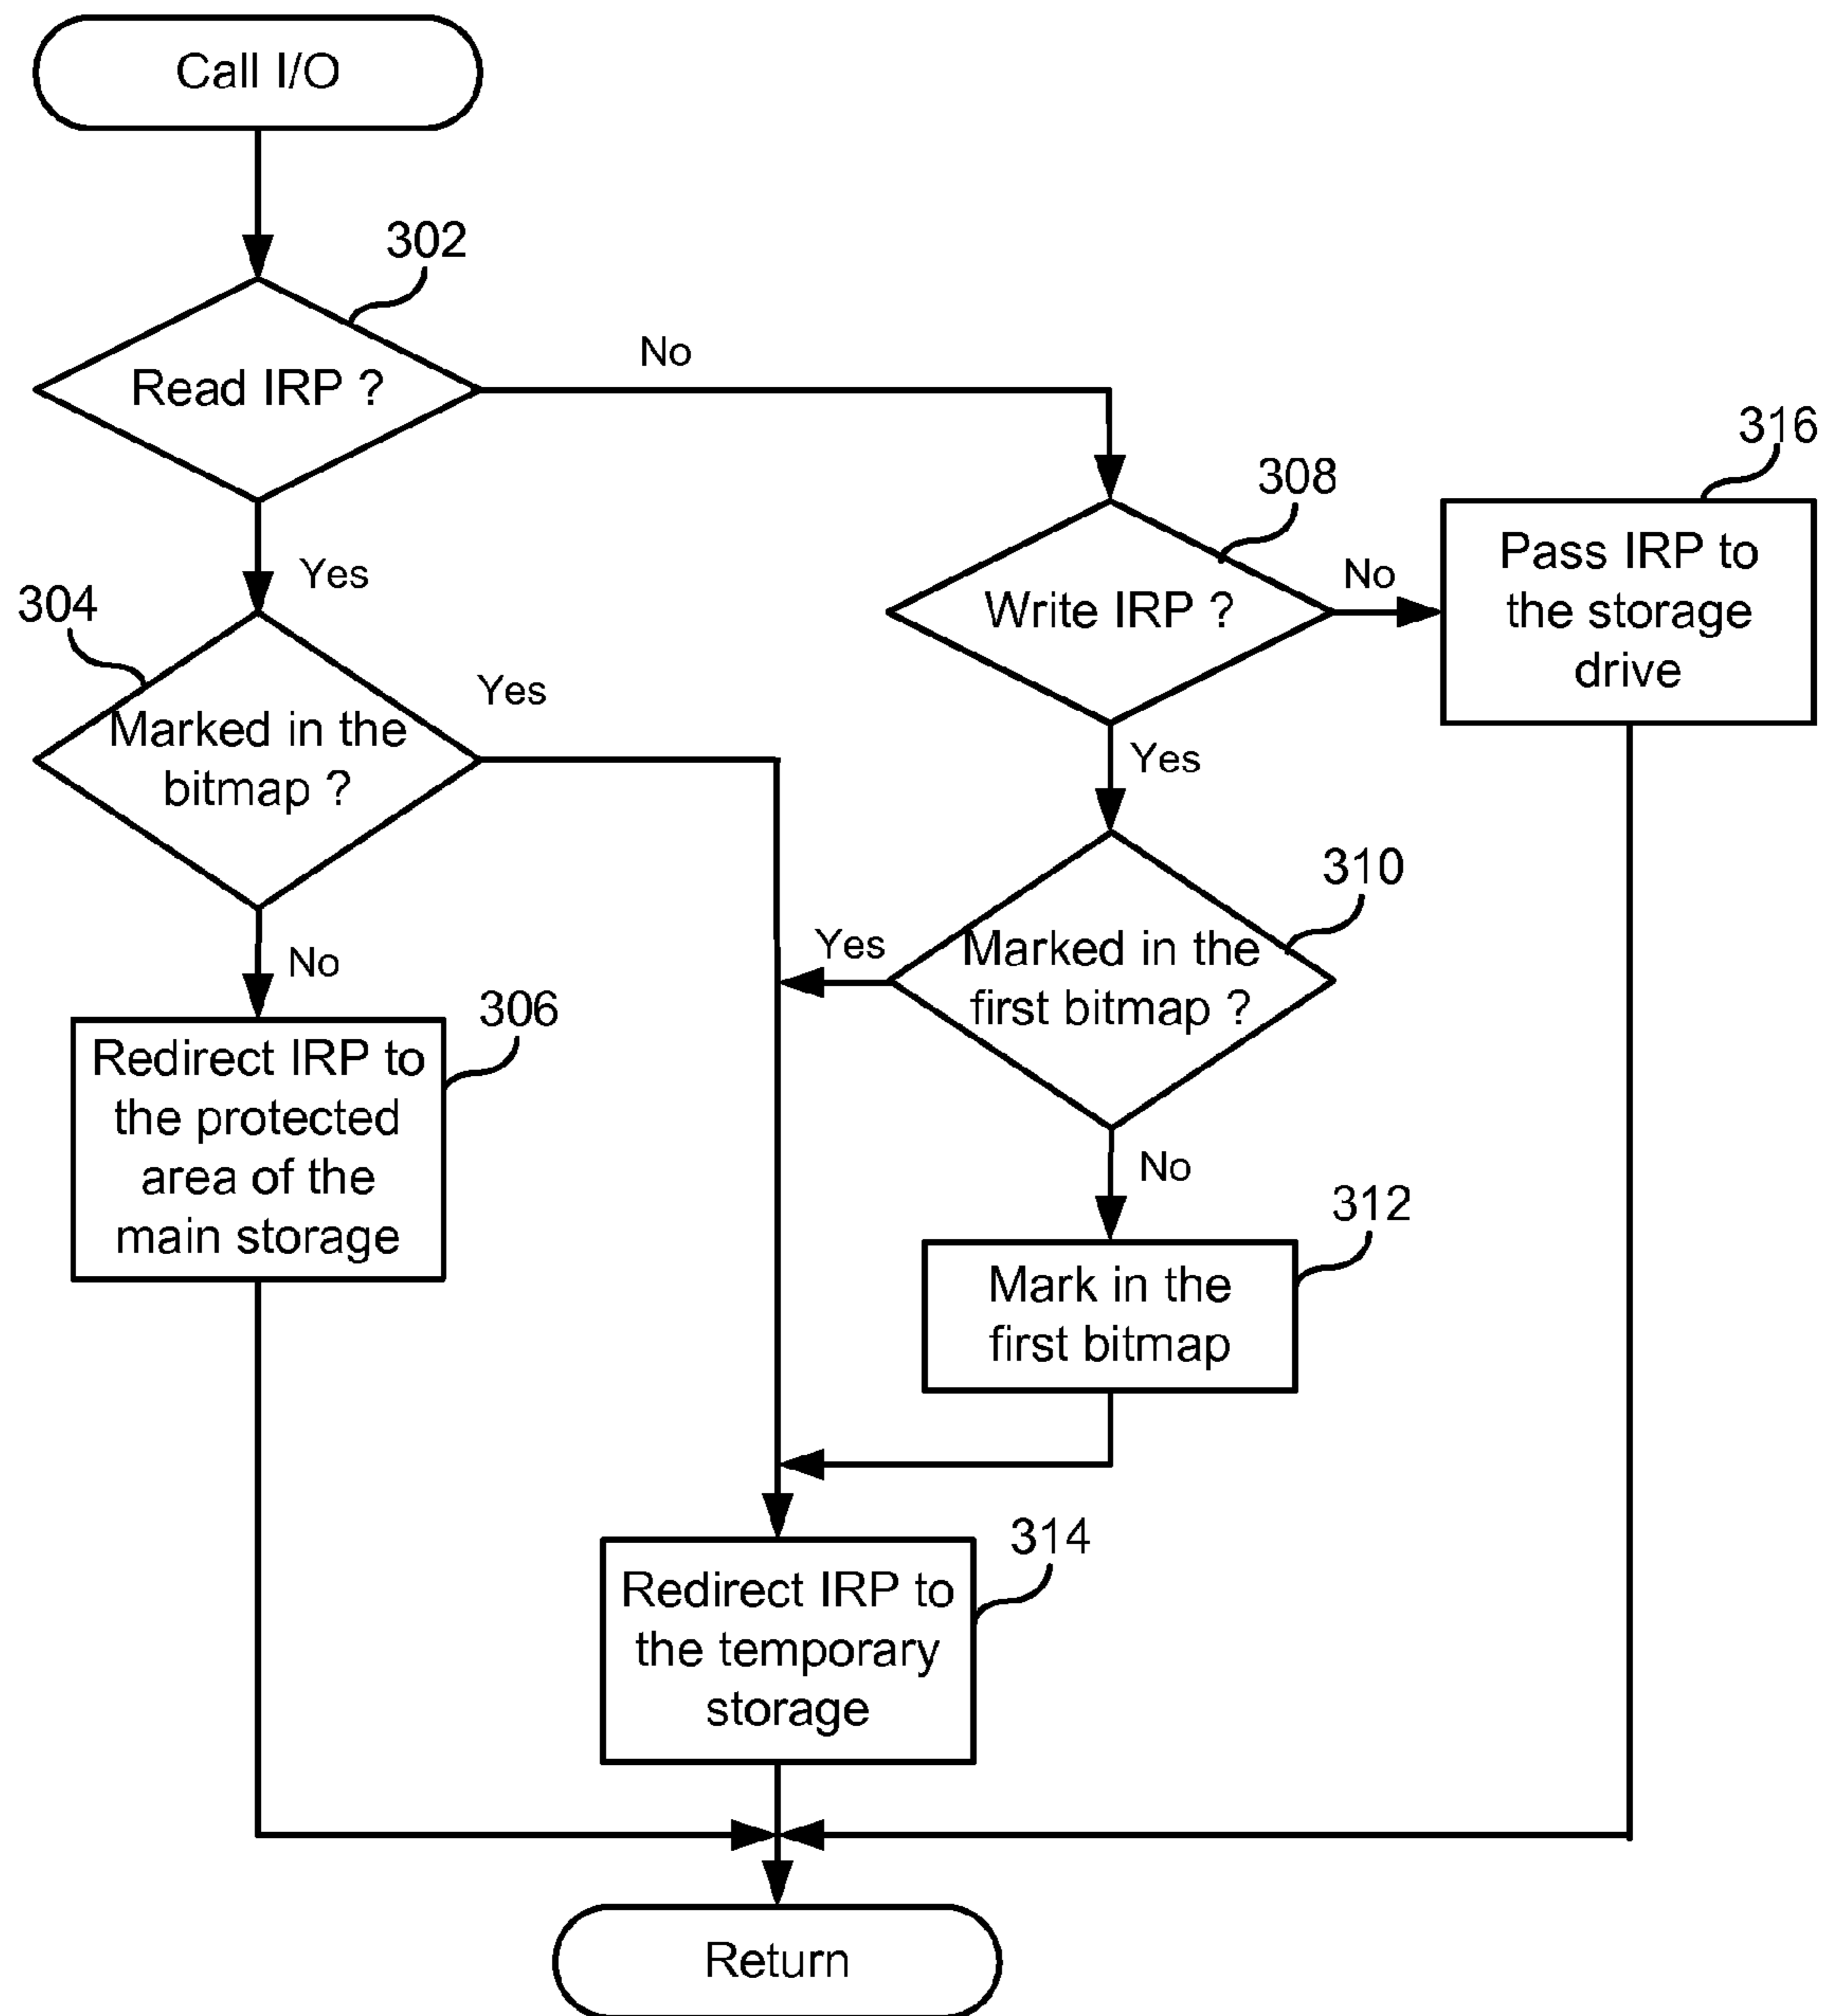 Call I/O
302
Read IRP ?
No
316
308
Pass IRP to
the storage
drive
No
Write IRP ?
Yes
304
Marked in the
bitmap ?
Yes
Yes
310
Marked in the
first bitmap ?
Yes
No
306
Redirect IRP to
the protected
area of the
main storage
No
312
Mark in the
first bitmap
314
Redirect IRP to
the temporary
storage
Return